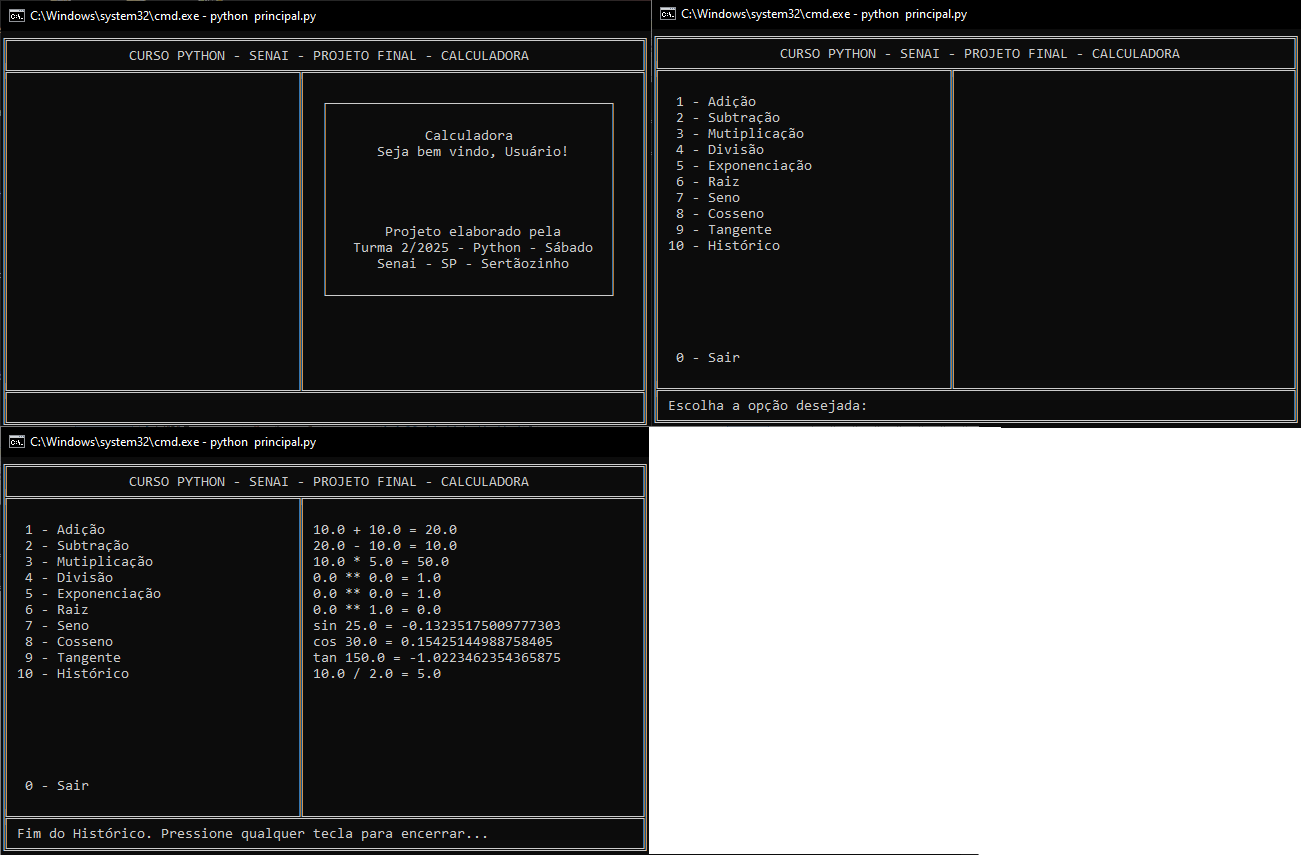 C:\Windows\system32\cmd.exe - python  principal.py
CURSO PYTHON - SENAI - PROJETO FINAL - CALCULADORA
Calculadora
Seja bem vindo, Usuário!
Projeto elaborado pela
Turma 2/2025 - Python - Sábado
Senai - SP - Sertãozinho
C:\Windows\system32\cmd.exe - python  principal.py
CURSO PYTHON - SENAI - PROJETO FINAL - CALCULADORA
1 - Adição
2 - Subtração
3 - Mutiplicação
4 - Divisão
5 - Exponenciação
6 - Raiz
7 - Seno
8 - Cosseno
9 - Tangente
10 - Histórico
0 - Sair
Escolha a opção desejada:
C:\Windows\system32\cmd.exe - python  principal.py
CURSO PYTHON - SENAI - PROJETO FINAL - CALCULADORA
1 - Adição
2 - Subtração
3 - Mutiplicação
4 - Divisão
5 - Exponenciação
6 - Raiz
7 - Seno
8 - Cosseno
9 - Tangente
10 - Histórico
0 - Sair
10.0 + 10.0 = 20.0
20.0 - 10.0 = 10.0
10.0 * 5.0 = 50.0
0.0 ** 0.0 = 1.0
0.0 ** 0.0 = 1.0
0.0 ** 1.0 = 0.0
sin 25.0 = -0.13235175009777303
cos 30.0 = 0.15425144988758405
tan 150.0 = -1.0223462354365875
10.0 / 2.0 = 5.0
Fim do Histórico. Pressione qualquer tecla para encerrar...